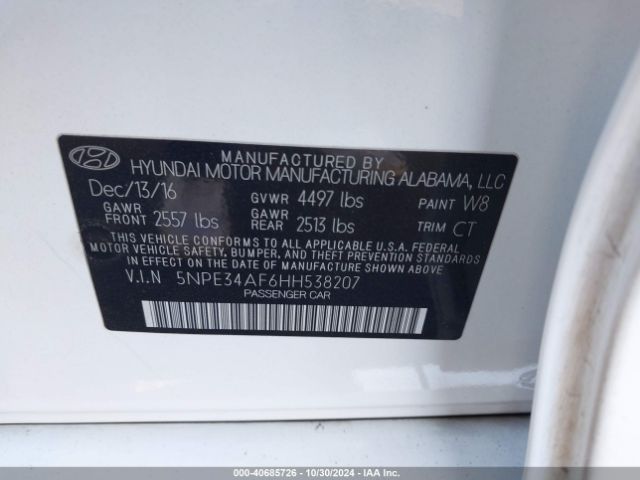 MANUFACTURED BY
HYUNDAI MOTOR MANUFACTURING ALABAMA, LLC
Dec/13/16 GVWR 4497 lbs PAINT W8
GAWR FRONT 2557 lbs GAWR REAR 2513 lbs TRIM CT
THIS VEHICLE CONFORMS TO ALL APPLICABLE U.S.A. FEDERAL
MOTOR VEHICLE SAFETY, BUMPER, AND THEFT PREVENTION STANDARDS
IN EFFECT ON THE DATE OF MANUFACTURE SHOWN ABOVE.
V.I.N 5NPE34AF6HH538207
PASSENGER CAR
000-40685726 - 10/30/2024 - IAAI.com